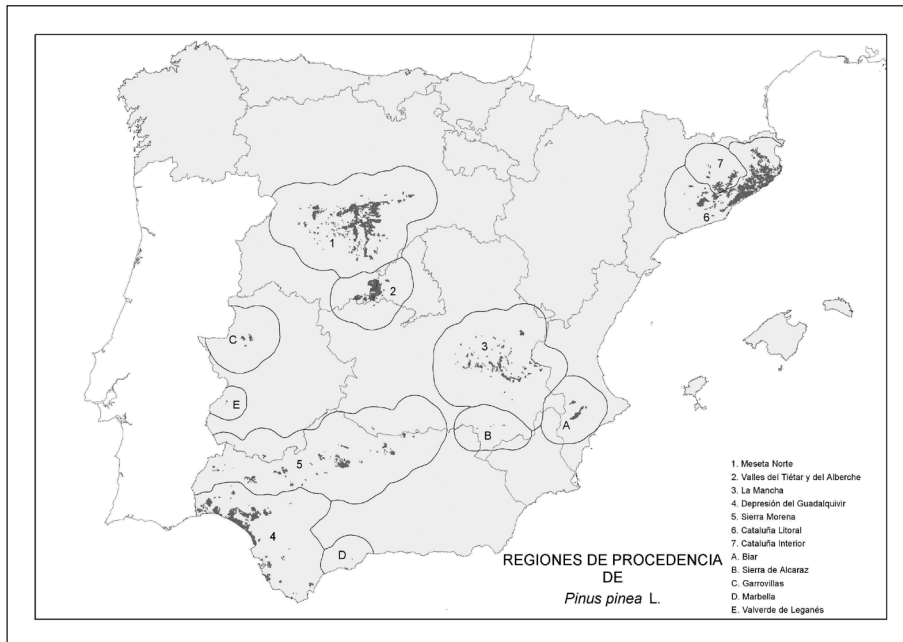 7
6
1
2
C
3
E
A
B
5
4
D
REGIONES DE PROCEDENCIA
DE
Pinus pinea L.
1. Meseta Norte
2. Valles del Tiétar y del Alberche
3. La Mancha
4. Depresión del Guadalquivir
5. Sierra Morena
6. Cataluña Litoral
7. Cataluña Interior
A. Biar
B. Sierra de Alcaraz
C. Garrovillas
D. Marbella
E. Valverde de Leganés